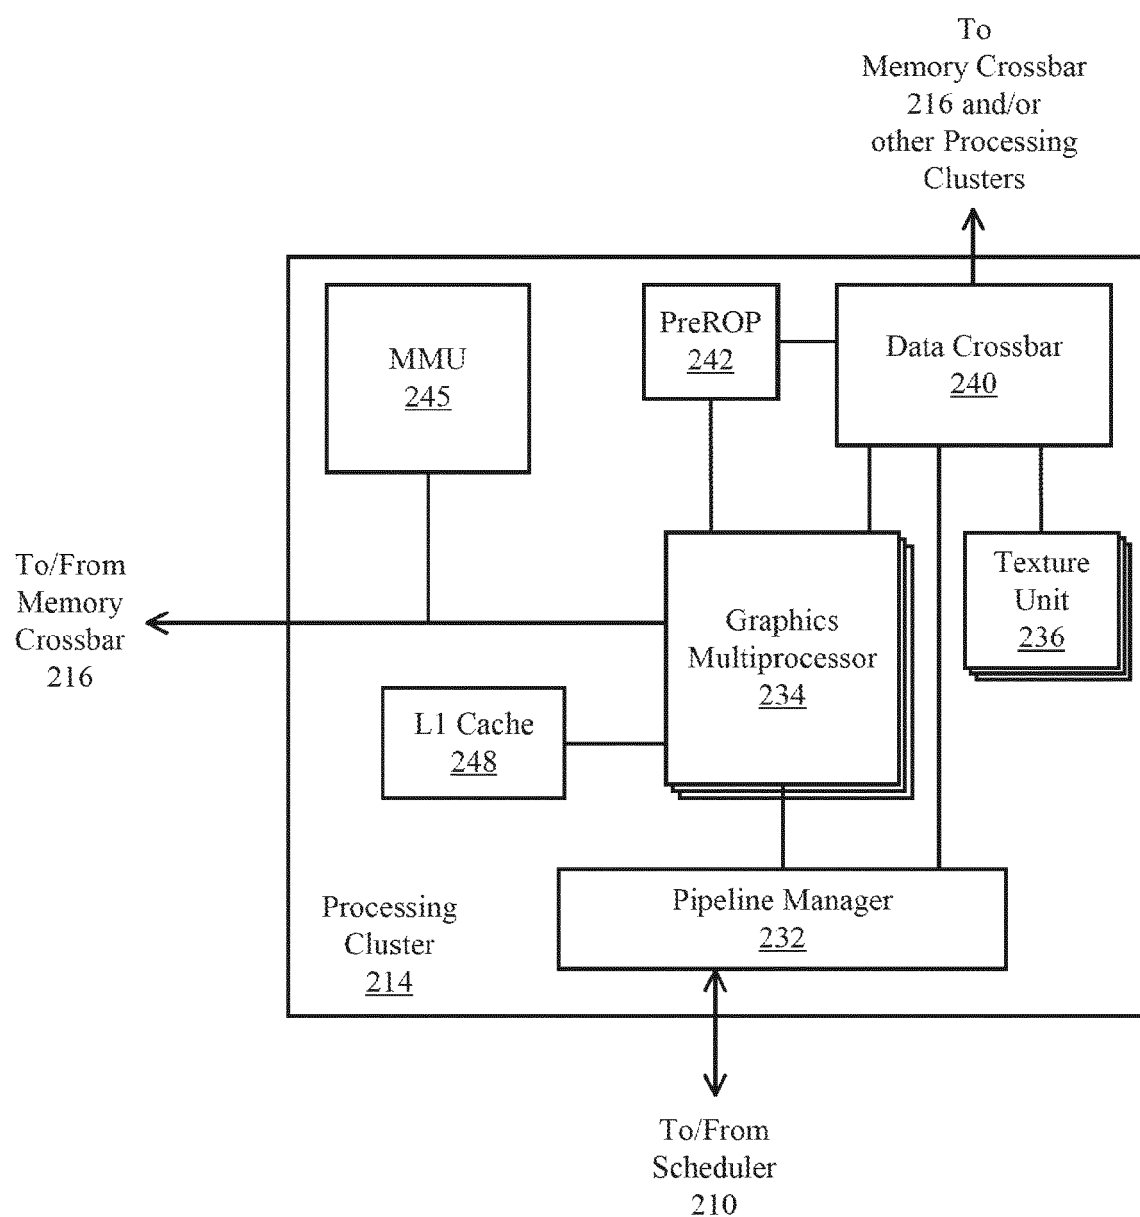 To
Memory Crossbar
216 and/or
other Processing
Clusters
MMU
245
PreROP
242
Data Crossbar
240
To/From
Memory
Crossbar
216
Graphics
Multiprocessor
234
Texture
Unit
236
L1 Cache
248
Processing
Cluster
214
Pipeline Manager
232
To/From
Scheduler
210